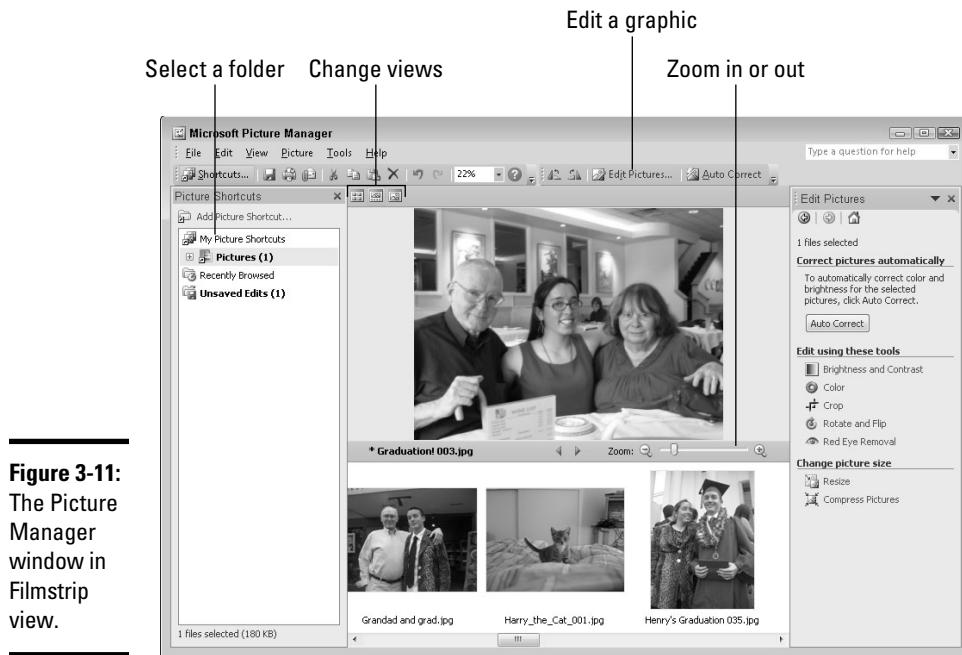 Edit a graphic
Select a folder
Change views
Zoom in or out
Microsoft Picture Manager
File Edit View Picture Tools Help
Type a question for help
Shortcuts...
22%
Edit Pictures...
Auto Correct
Picture Shortcuts
Add Picture Shortcut...
My Picture Shortcuts
Pictures (1)
Recently Browsed
Unsaved Edits (1)
1 files selected (180 KB)
WINE LIST
* Graduation! 003.jpg
Zoom:
Grandad and grad.jpg
Harry_the_Cat_001.jpg
Henry's Graduation 035.jpg
Edit Pictures
1 files selected
Correct pictures automatically
To automatically correct color and
brightness for the selected
pictures, click Auto Correct.
Auto Correct
Edit using these tools
Brightness and Contrast
Color
Crop
Rotate and Flip
Red Eye Removal
Change picture size
Resize
Compress Pictures
Figure 3-11:
The Picture
Manager
window in
Filmstrip
view.